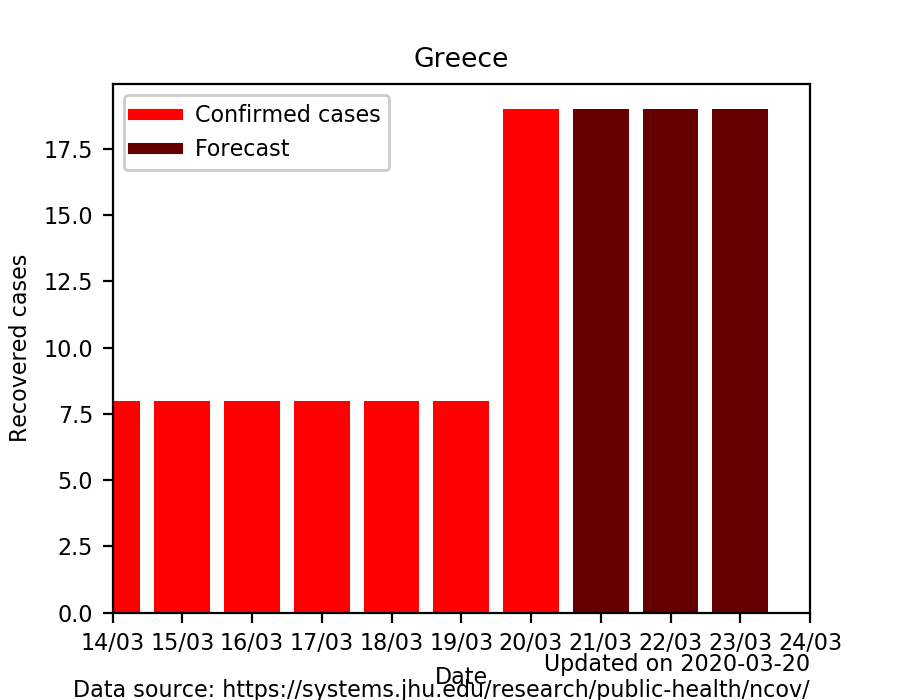 Greece
Confirmed cases
Forecast
Recovered cases
17.5
15.0
12.5
10.0
7.5
5.0
2.5
0.0
14/03 15/03 16/03 17/03 18/03 19/03 20/03 21/03 22/03 23/03 24/03
Updated on 2020-03-20
Date
Data source: https://systems.jhu.edu/research/public-health/ncov/